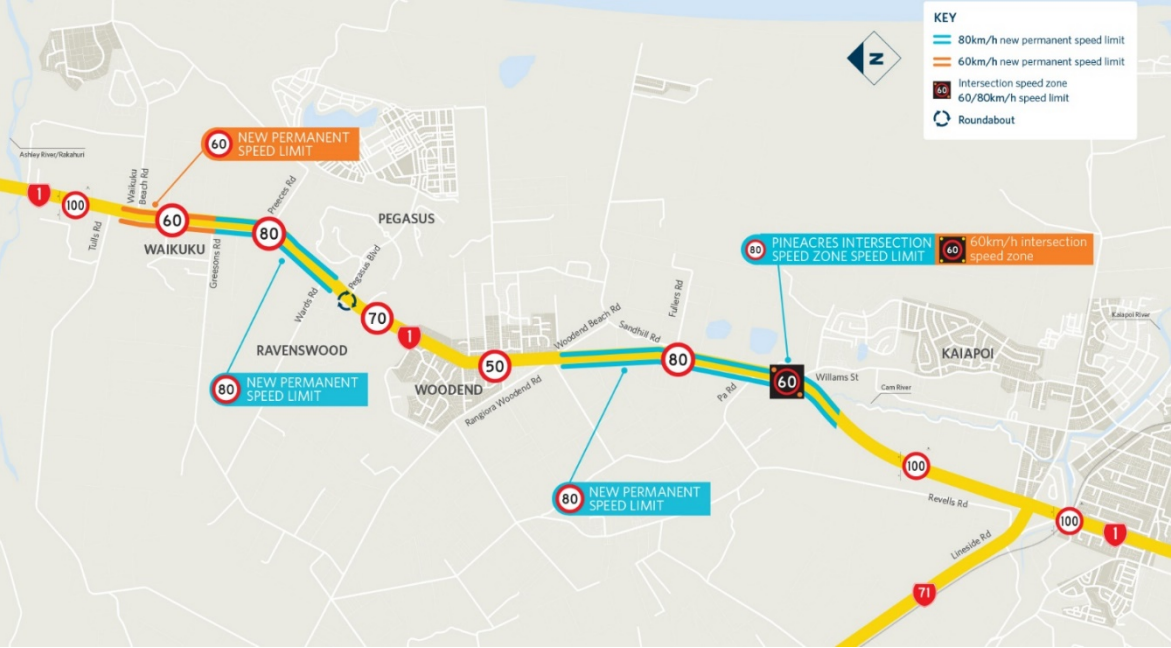 KEY
80km/h new permanent speed limit
60km/h new permanent speed limit
60
Intersection speed zone
60/80km/h speed limit
Roundabout
N
60
NEW PERMANENT
SPEED LIMIT
Ashley River/Rakahuri
1
100
Tulls Rd
Waikuku
Beach Rd
60
WAIKUKU
Greesons Rd
Preeces Rd
80
PEGASUS
Pegasus Blvd
Wards Rd
RAVENSWOOD
80
NEW PERMANENT
SPEED LIMIT
70
1
WOODEND
50
Rangiora Woodend Rd
Woodend Beach Rd
Sandhill Rd
Fullers Rd
80
80
NEW PERMANENT
SPEED LIMIT
80
PINEACRES INTERSECTION
SPEED ZONE SPEED LIMIT
60
60km/h intersection
speed zone
Pa Rd
60
Willams St
Cam River
KAIAPOI
Kaiapoi River
100
Revells Rd
Lineside Rd
100
1
71